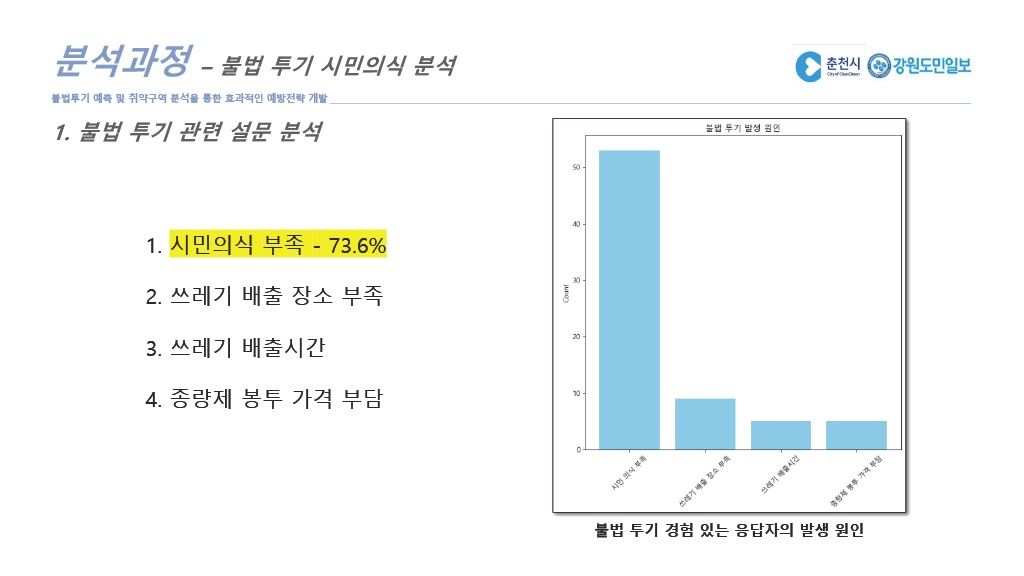 분석과정 – 불법 투기 시민의식 분석
춘천시
City of ChunCheon
강원도민일보
불법투기 예측 및 취약구역 분석을 통한 효과적인 예방전략 개발
1. 불법 투기 관련 설문 분석
1. 시민의식 부족 - 73.6%
2. 쓰레기 배출 장소 부족
3. 쓰레기 배출시간
4. 종량제 봉투 가격 부담
불법 투기 발생 원인
50
40
30
20
10
0
Count
시민 의식 부족
쓰레기 배출 장소 부족
쓰레기 배출시간
종량제 봉투 가격 부담
불법 투기 경험 있는 응답자의 발생 원인